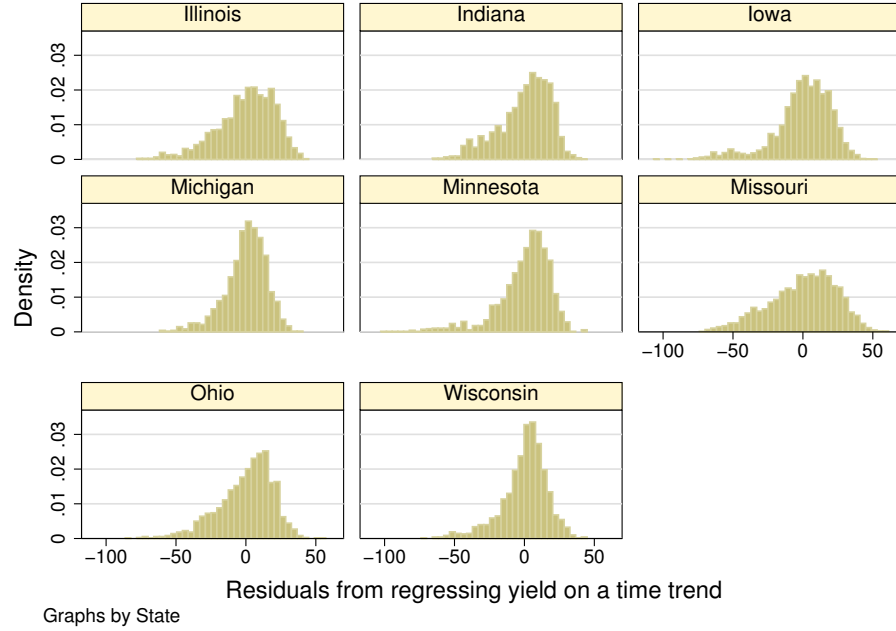 Illinois Indiana Iowa
.03
.02
.01
0
Michigan Minnesota Missouri
.03
.02
.01
0
−100 −50 0 50
Ohio Wisconsin
.03
.02
.01
0
−100 −50 0 50 −100 −50 0 50
Density
Residuals from regressing yield on a time trend
Graphs by State